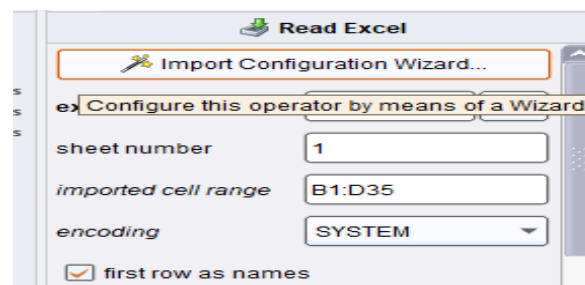 Read Excel
Import Configuration Wizard...
Configure this operator by means of a Wizard
sheet number 1
imported cell range B1:D35
encoding SYSTEM
first row as names